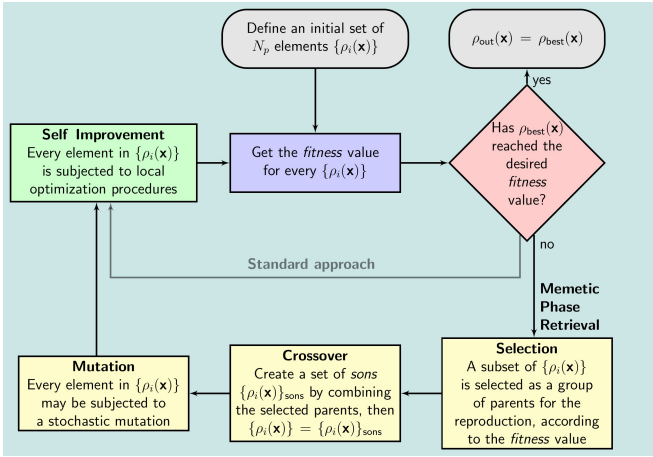 Define an initial set of
N_p elements {ρ_i(x)}
ρ_out(x) = ρ_best(x)
yes
Self Improvement
Every element in {ρ_i(x)}
is subjected to local
optimization procedures
Get the fitness value
for every {ρ_i(x)}
Has ρ_best(x)
reached the
desired
fitness
value?
no
Standard approach
Memetic
Phase
Retrieval
Mutation
Every element in {ρ_i(x)}
may be subjected to
a stochastic mutation
Crossover
Create a set of sons
{ρ_i(x)}_sons by combining
the selected parents, then
{ρ_i(x)} = {ρ_i(x)}_sons
Selection
A subset of {ρ_i(x)}
is selected as a group
of parents for the
reproduction, according
to the fitness value